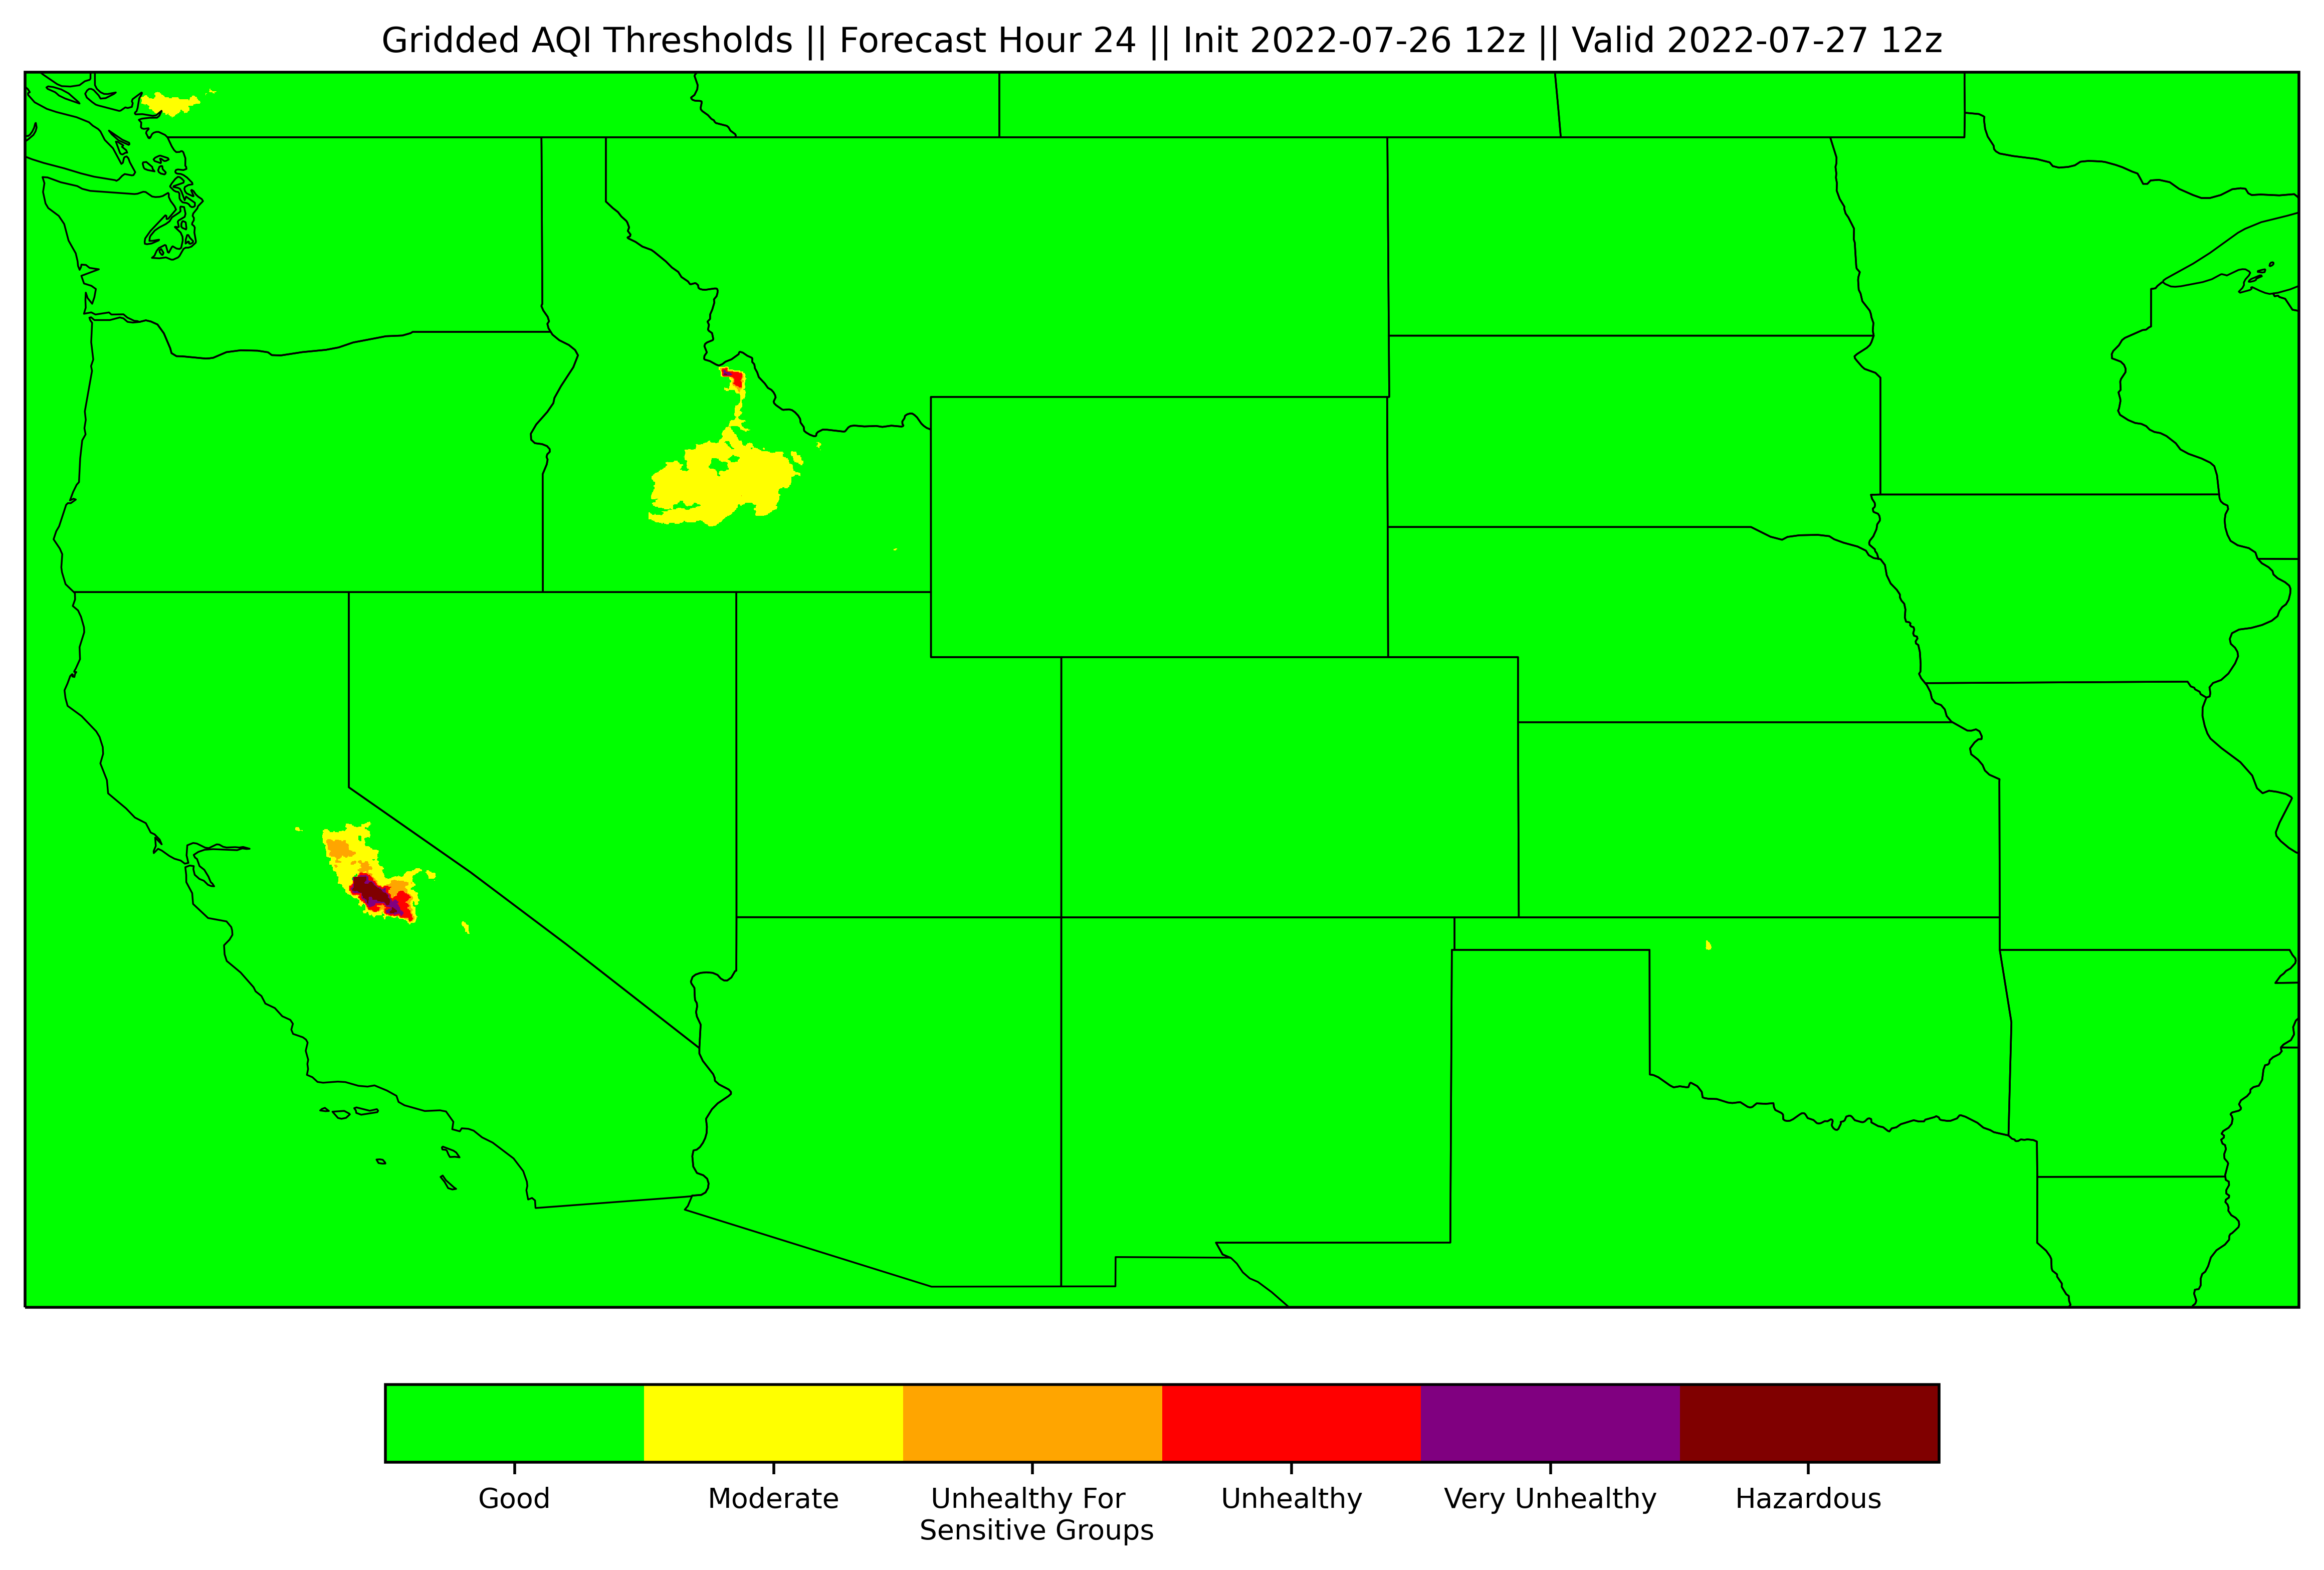 Gridded AQI Thresholds || Forecast Hour 24 || Init 2022-07-26 12z || Valid 2022-07-27 12z
Good
Moderate
Unhealthy For
Sensitive Groups
Unhealthy
Very Unhealthy
Hazardous